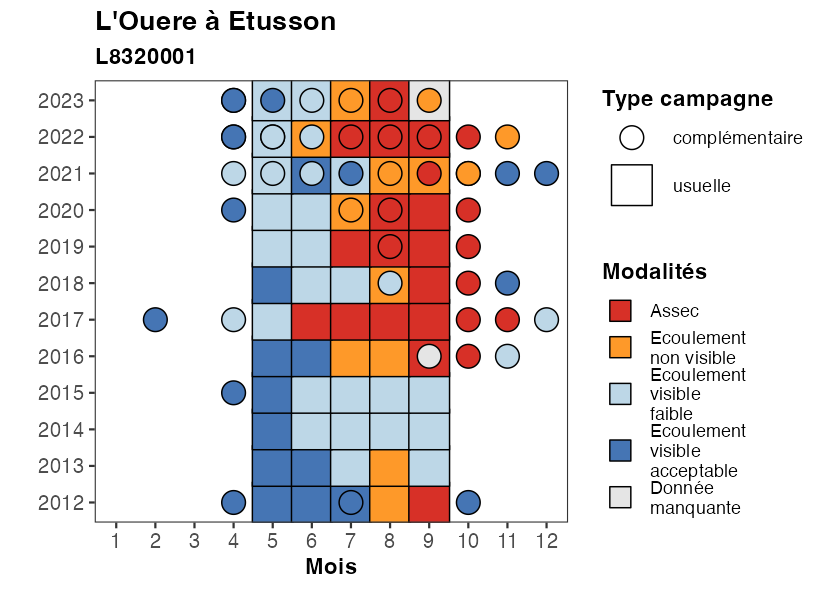 L'Ouere à Etusson
L8320001
2023
2022
2021
2020
2019
2018
2017
2016
2015
2014
2013
2012
1 2 3 4 5 6 7 8 9 10 11 12
Mois
Type campagne
complémentaire
usuelle
Modalités
Assec
Ecoulement
non visible
Ecoulement
visible
faible
Ecoulement
visible
acceptable
Donnée
manquante